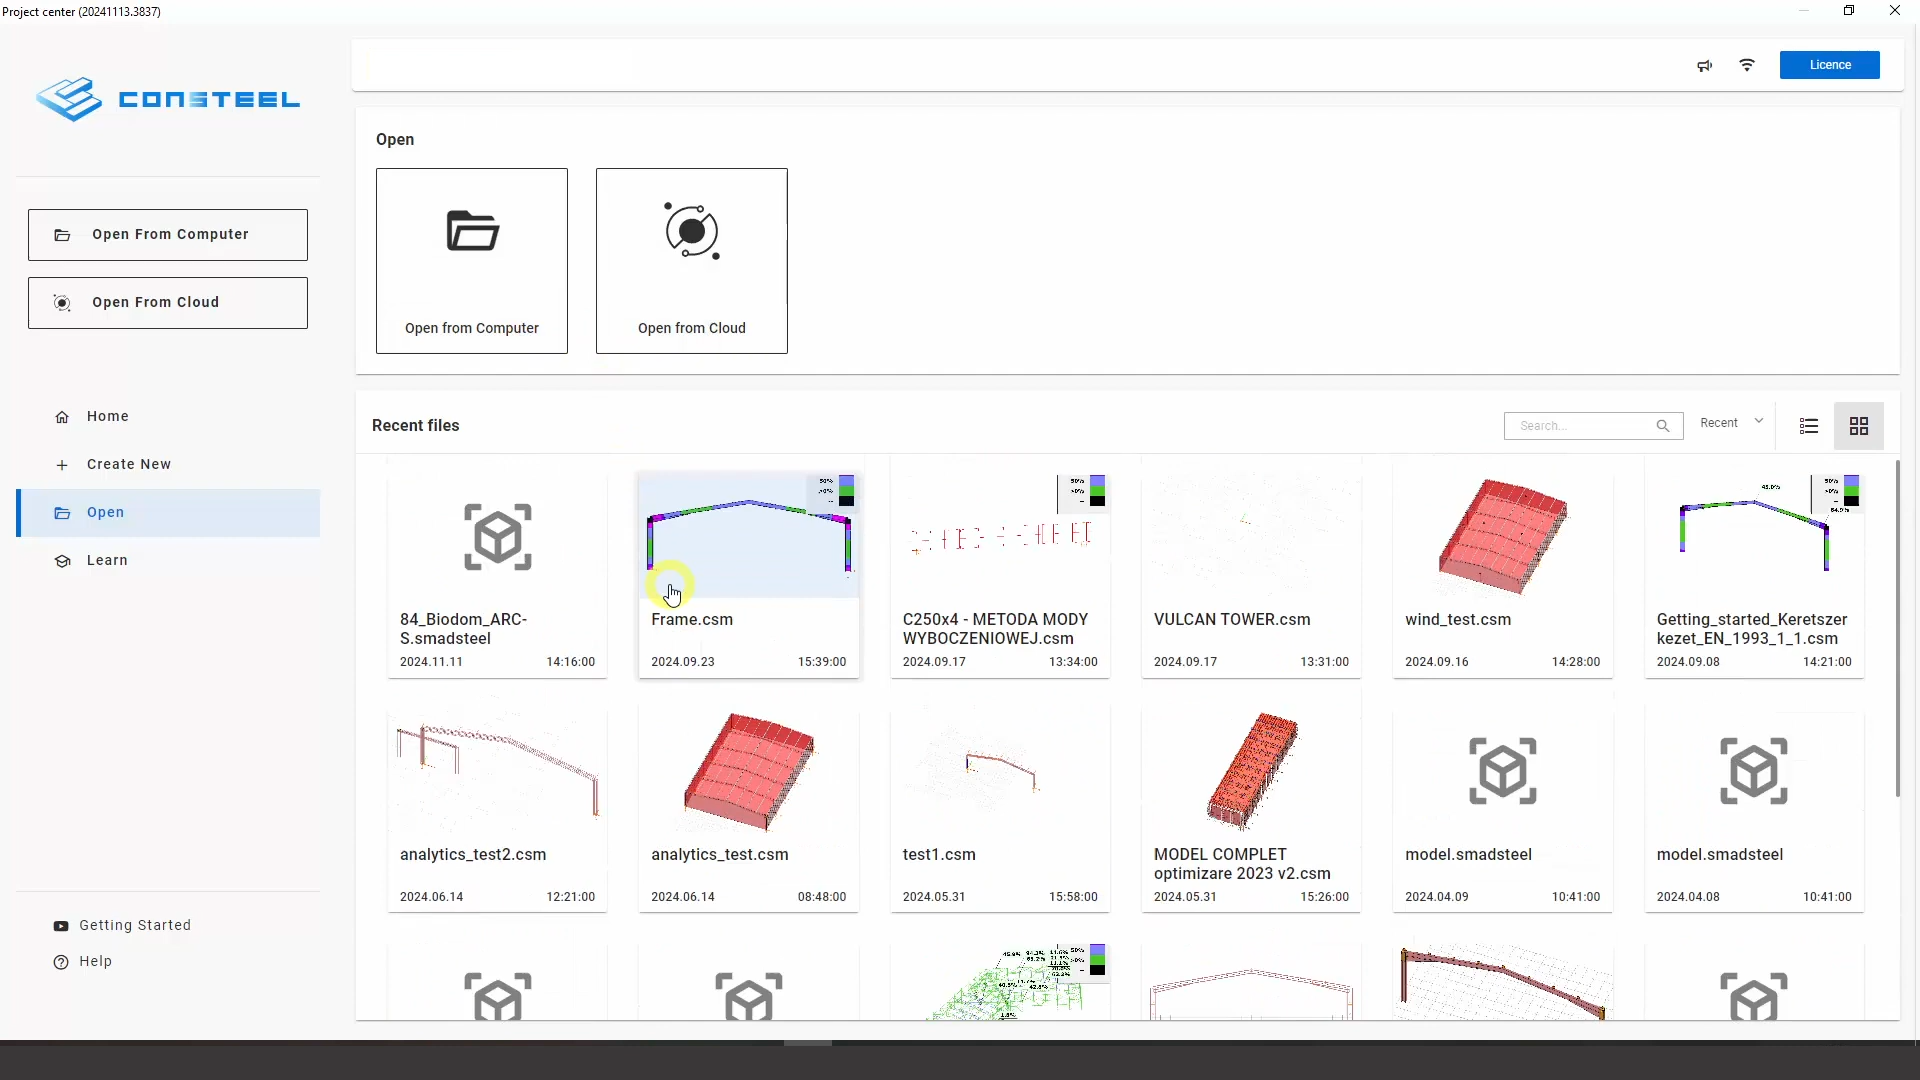 Project center (20241113.3837)
CONSTEEL
Licence
Open
Open from Computer
Open from Cloud
Open From Computer
Open From Cloud
Home
Create New
Open
Learn
Getting Started
Help
Recent files
Search...
Recent
84_Biodom_ARC-
S.smadsteel
2024.11.11 14:16:00
50%
Frame.csm
2024.09.23 15:39:00
50%
>0%
C250x4 - METODA MODY
WYBOCZENIOWEJ.csm
2024.09.17 13:34:00
VULCAN TOWER.csm
2024.09.17 13:31:00
wind_test.csm
2024.09.16 14:28:00
50%
>0%
Getting_started_Keretszer
kezet_EN_1993_1_1.csm
2024.09.08 14:21:00
analytics_test2.csm
2024.06.14 12:21:00
analytics_test.csm
2024.06.14 08:48:00
test1.csm
2024.05.31 15:58:00
MODEL COMPLET
optimizare 2023 v2.csm
2024.05.31 15:26:00
model.smadsteel
2024.04.09 10:41:00
model.smadsteel
2024.04.08 10:41:00
50%